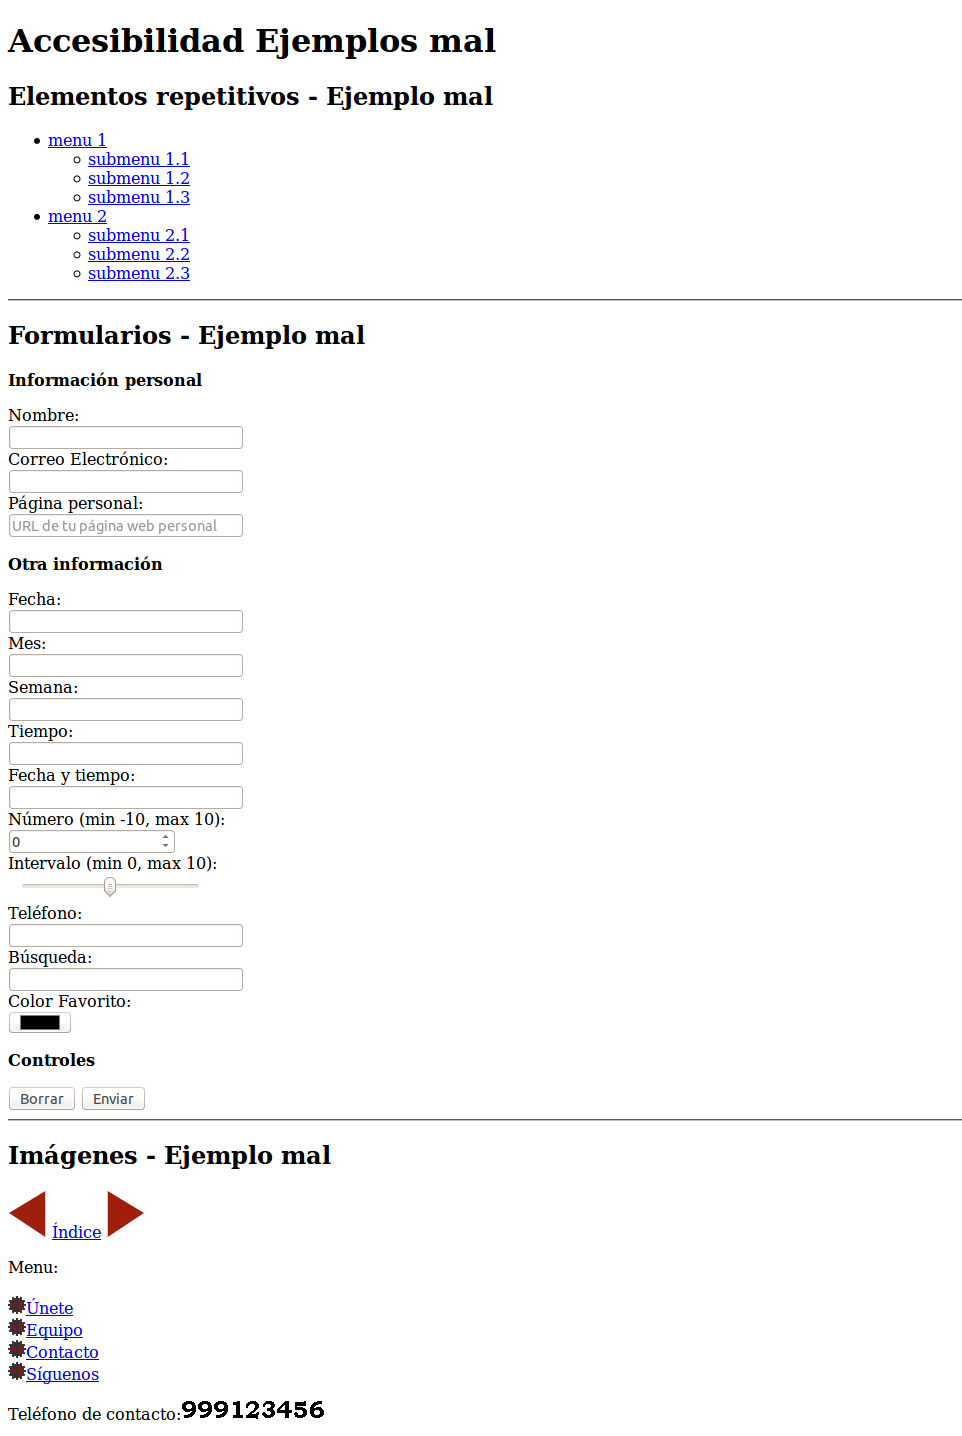 Accesibilidad Ejemplos mal
Elementos repetitivos - Ejemplo mal
menu 1
submenu 1.1
submenu 1.2
submenu 1.3
menu 2
submenu 2.1
submenu 2.2
submenu 2.3
Formularios - Ejemplo mal
Información personal
Nombre:
Correo Electrónico:
Página personal:
URL de tu página web personal
Otra información
Fecha:
Mes:
Semana:
Tiempo:
Fecha y tiempo:
Número (min -10, max 10):
0
Intervalo (min 0, max 10):
Teléfono:
Búsqueda:
Color Favorito:
Controles
Borrar Enviar
Imágenes - Ejemplo mal
Índice
Menu:
Únete
Equipo
Contacto
Síguenos
Teléfono de contacto:999123456